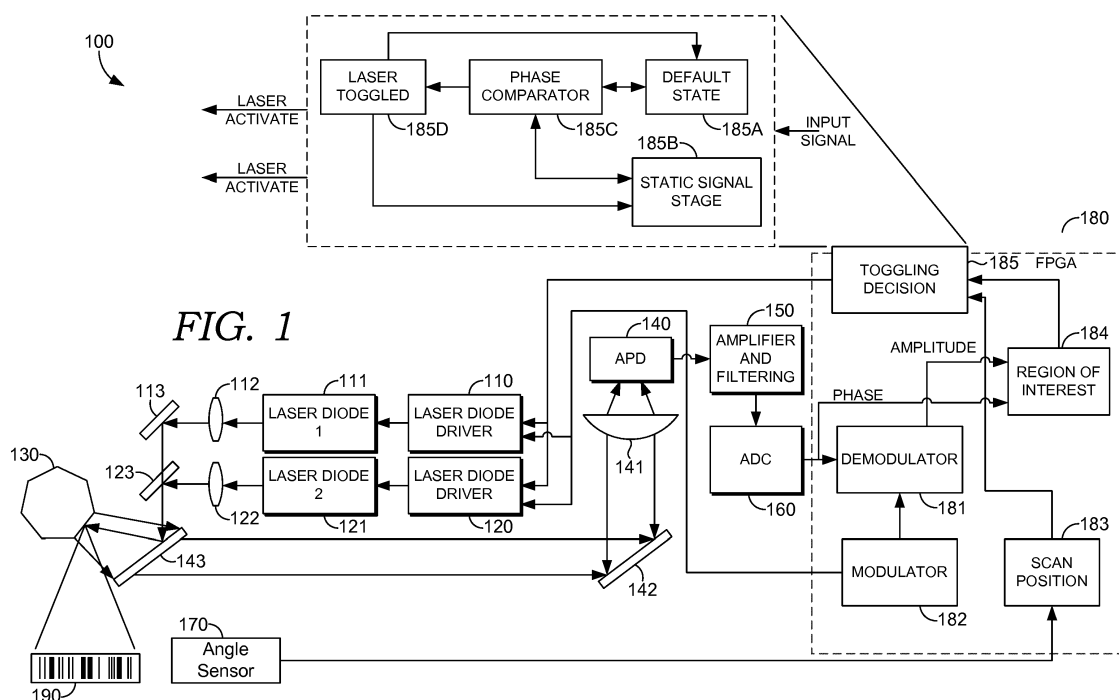 100
LASER
ACTIVATE
LASER
ACTIVATE
LASER
TOGGLED
185D
PHASE
COMPARATOR
185C
DEFAULT
STATE
185A
185B
STATIC SIGNAL
STAGE
INPUT
SIGNAL
180
TOGGLING
DECISION
185
FPGA
FIG. 1
140
APD
150
AMPLIFIER
AND
FILTERING
184
AMPLITUDE
REGION OF
INTEREST
PHASE
113
112
111
LASER DIODE
1
110
LASER DIODE
DRIVER
141
130
123
122
LASER DIODE
2
121
LASER DIODE
DRIVER
120
ADC
160
DEMODULATOR
181
183
SCAN
POSITION
143
142
MODULATOR
182
170
Angle
Sensor
190